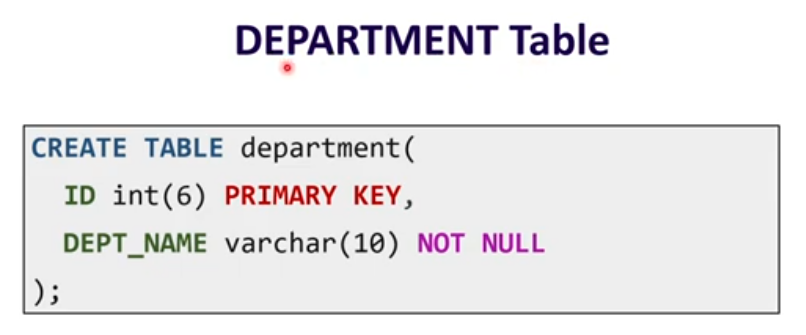 DEPARTMENT Table
CREATE TABLE department(
ID int(6) PRIMARY KEY,
DEPT_NAME varchar(10) NOT NULL
);